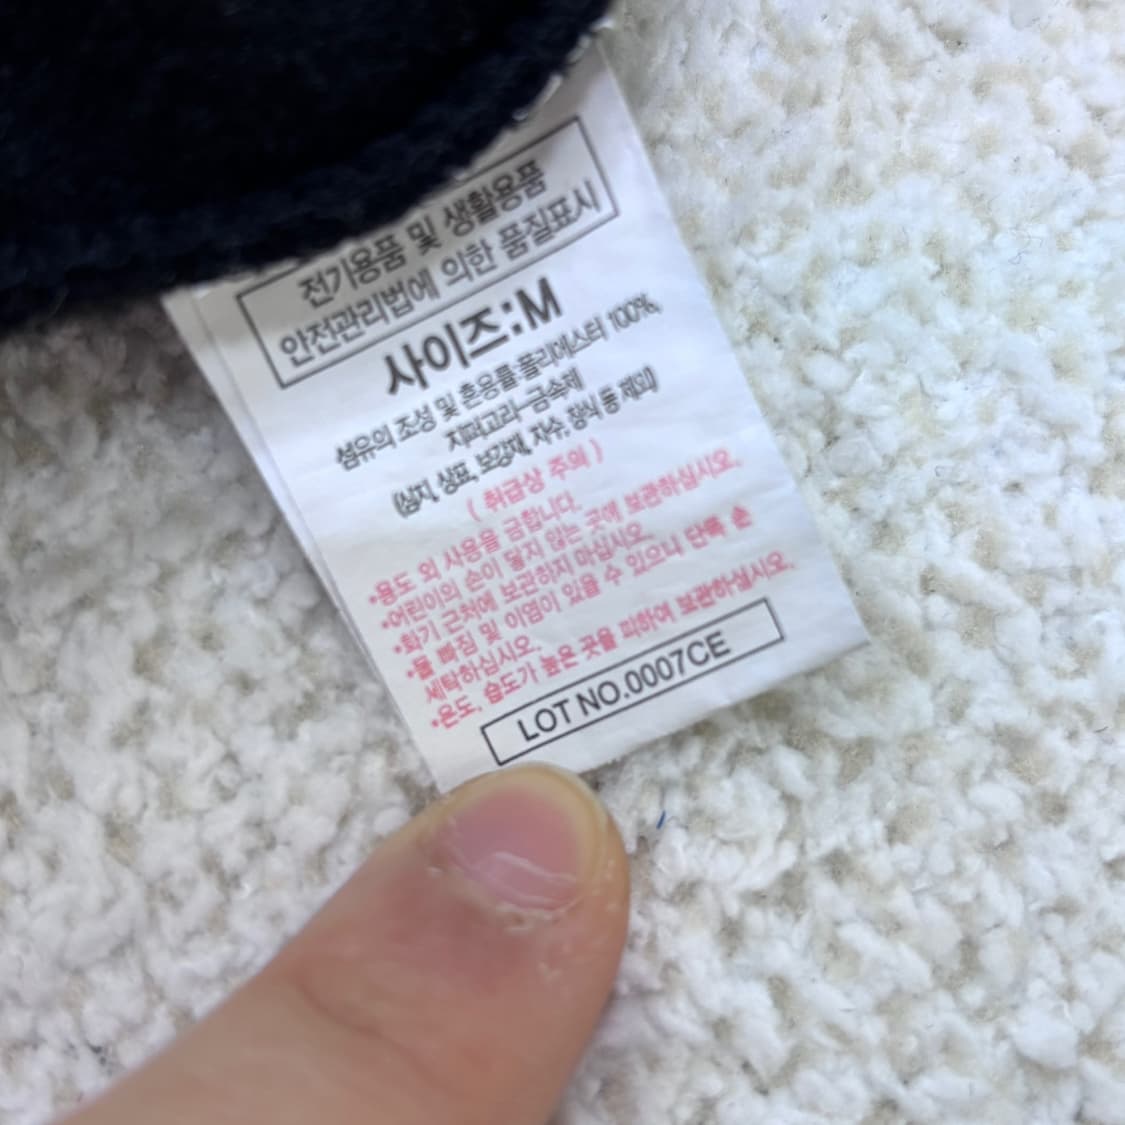 전기용품 및 생활용품
안전관리법에 의한 품질표시
사이즈:M
섬유의 조성 및 혼용률-폴리에스터 100%,
지퍼고리-금속제
(심지, 상표, 보강재, 자수, 장식 등 제외)
( 취급상 주의 )
•용도 외 사용을 금합니다.
•어린이의 손이 닿지 않는 곳에 보관하십시오.
•화기 근처에 보관하지 마십시오.
•물 빠짐 및 이염이 있을 수 있으니 단독 손
세탁하십시오.
•온도, 습도가 높은 곳을 피하여 보관하십시오.
LOT NO.0007CE